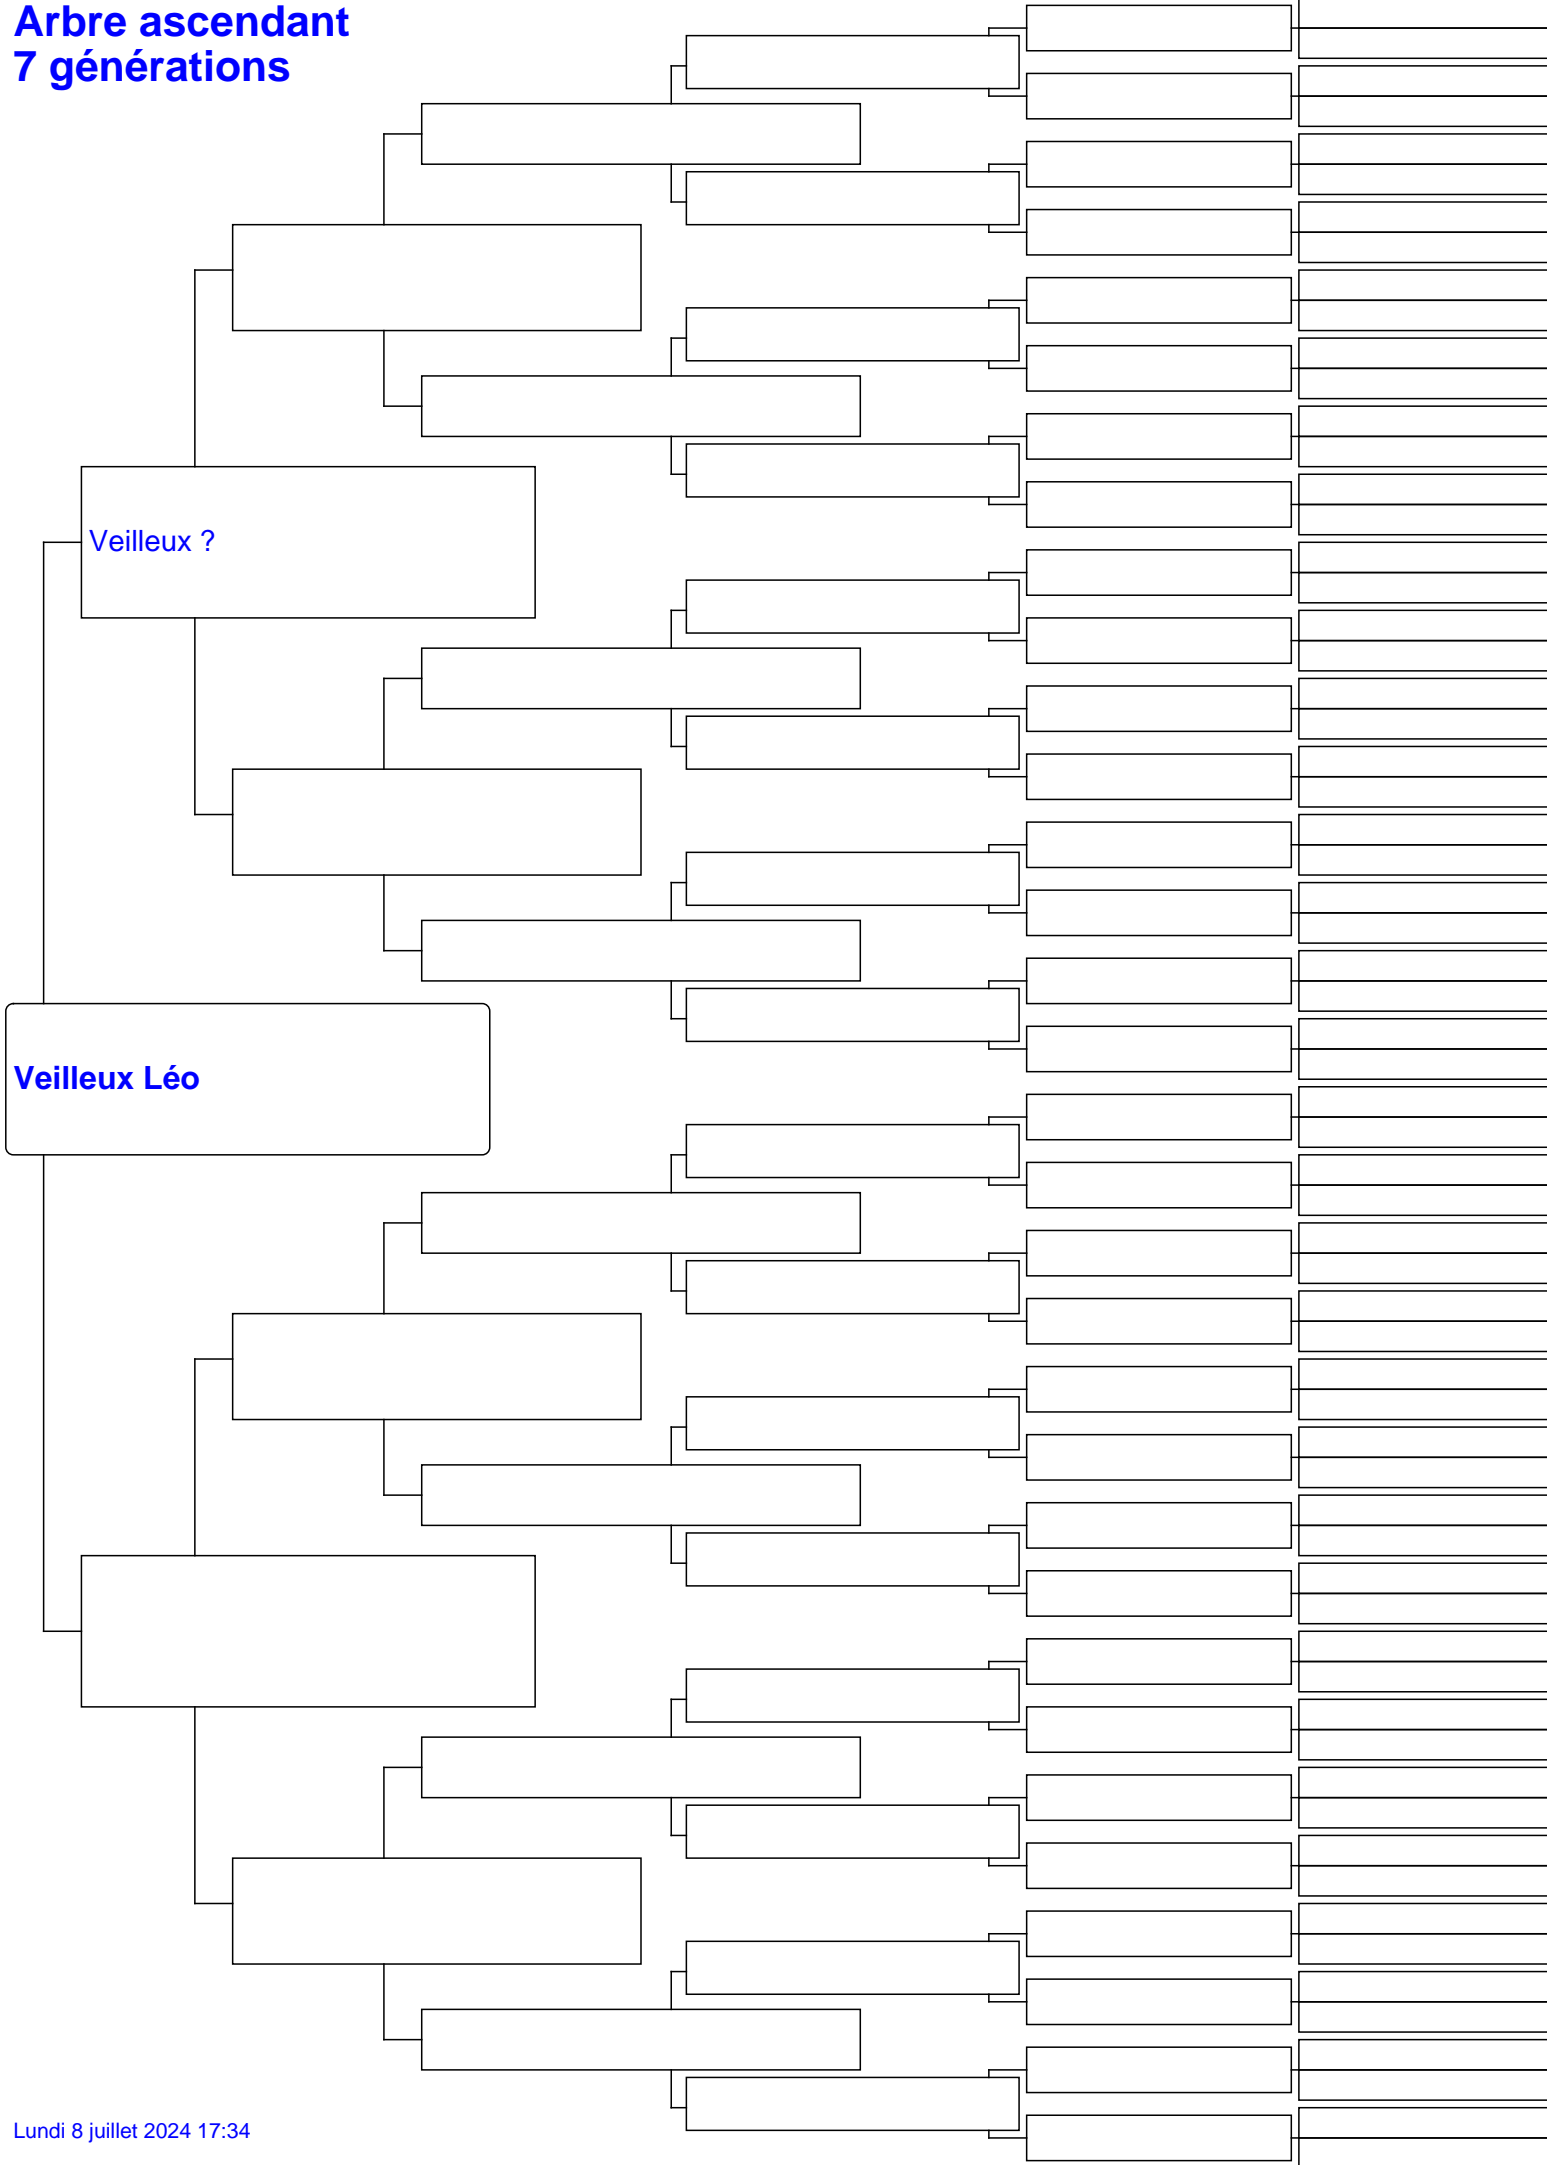 Arbre ascendant
7 générations
Veilleux ?
Veilleux Léo
Lundi 8 juillet 2024 17:34